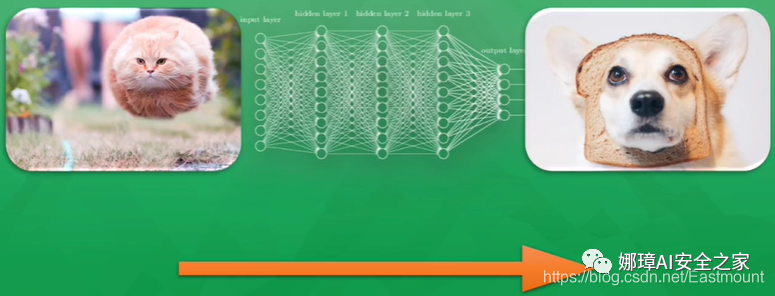 input layer
hidden layer 1 hidden layer 2 hidden layer 3
output layer
娜璋AI安全之家
https://blog.csdn.net/Eastmount